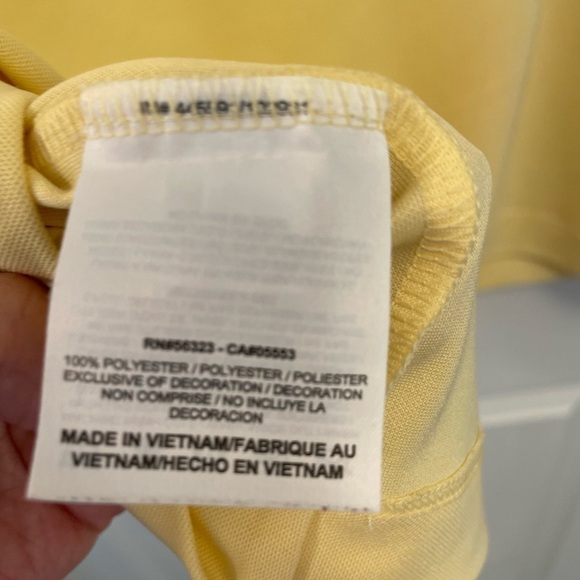 RN#56323 - CA#05553
100% POLYESTER / POLYESTER / POLIESTER
EXCLUSIVE OF DECORATION / DECORATION
NON COMPRISE / NO INCLUYE LA
DECORACION
MADE IN VIETNAM/FABRIQUE AU
VIETNAM/HECHO EN VIETNAM